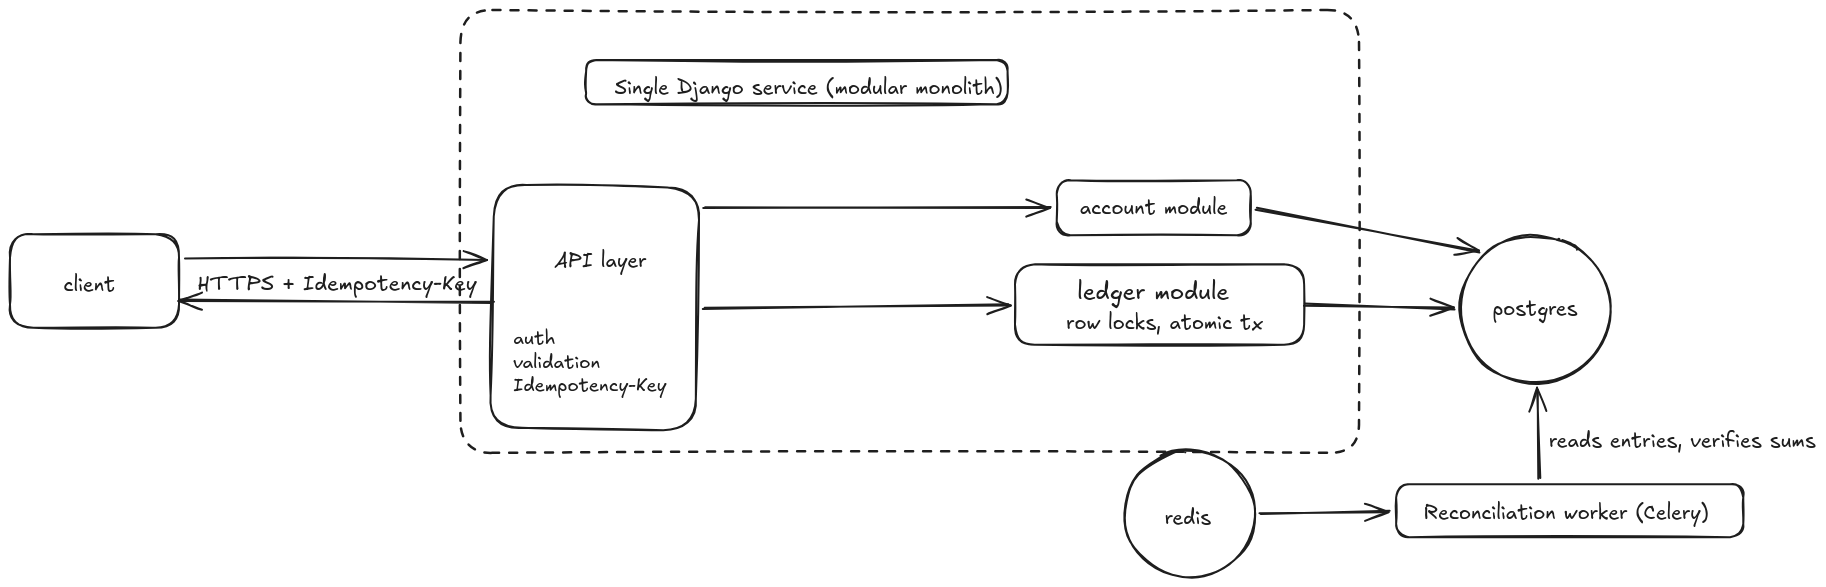 Single Django service (modular monolith)
account module
client
HTTPS + Idempotency-Key
API layer
auth
validation
Idempotency-Key
ledger module
row locks, atomic tx
postgres
reads entries, verifies sums
redis
Reconciliation worker (Celery)